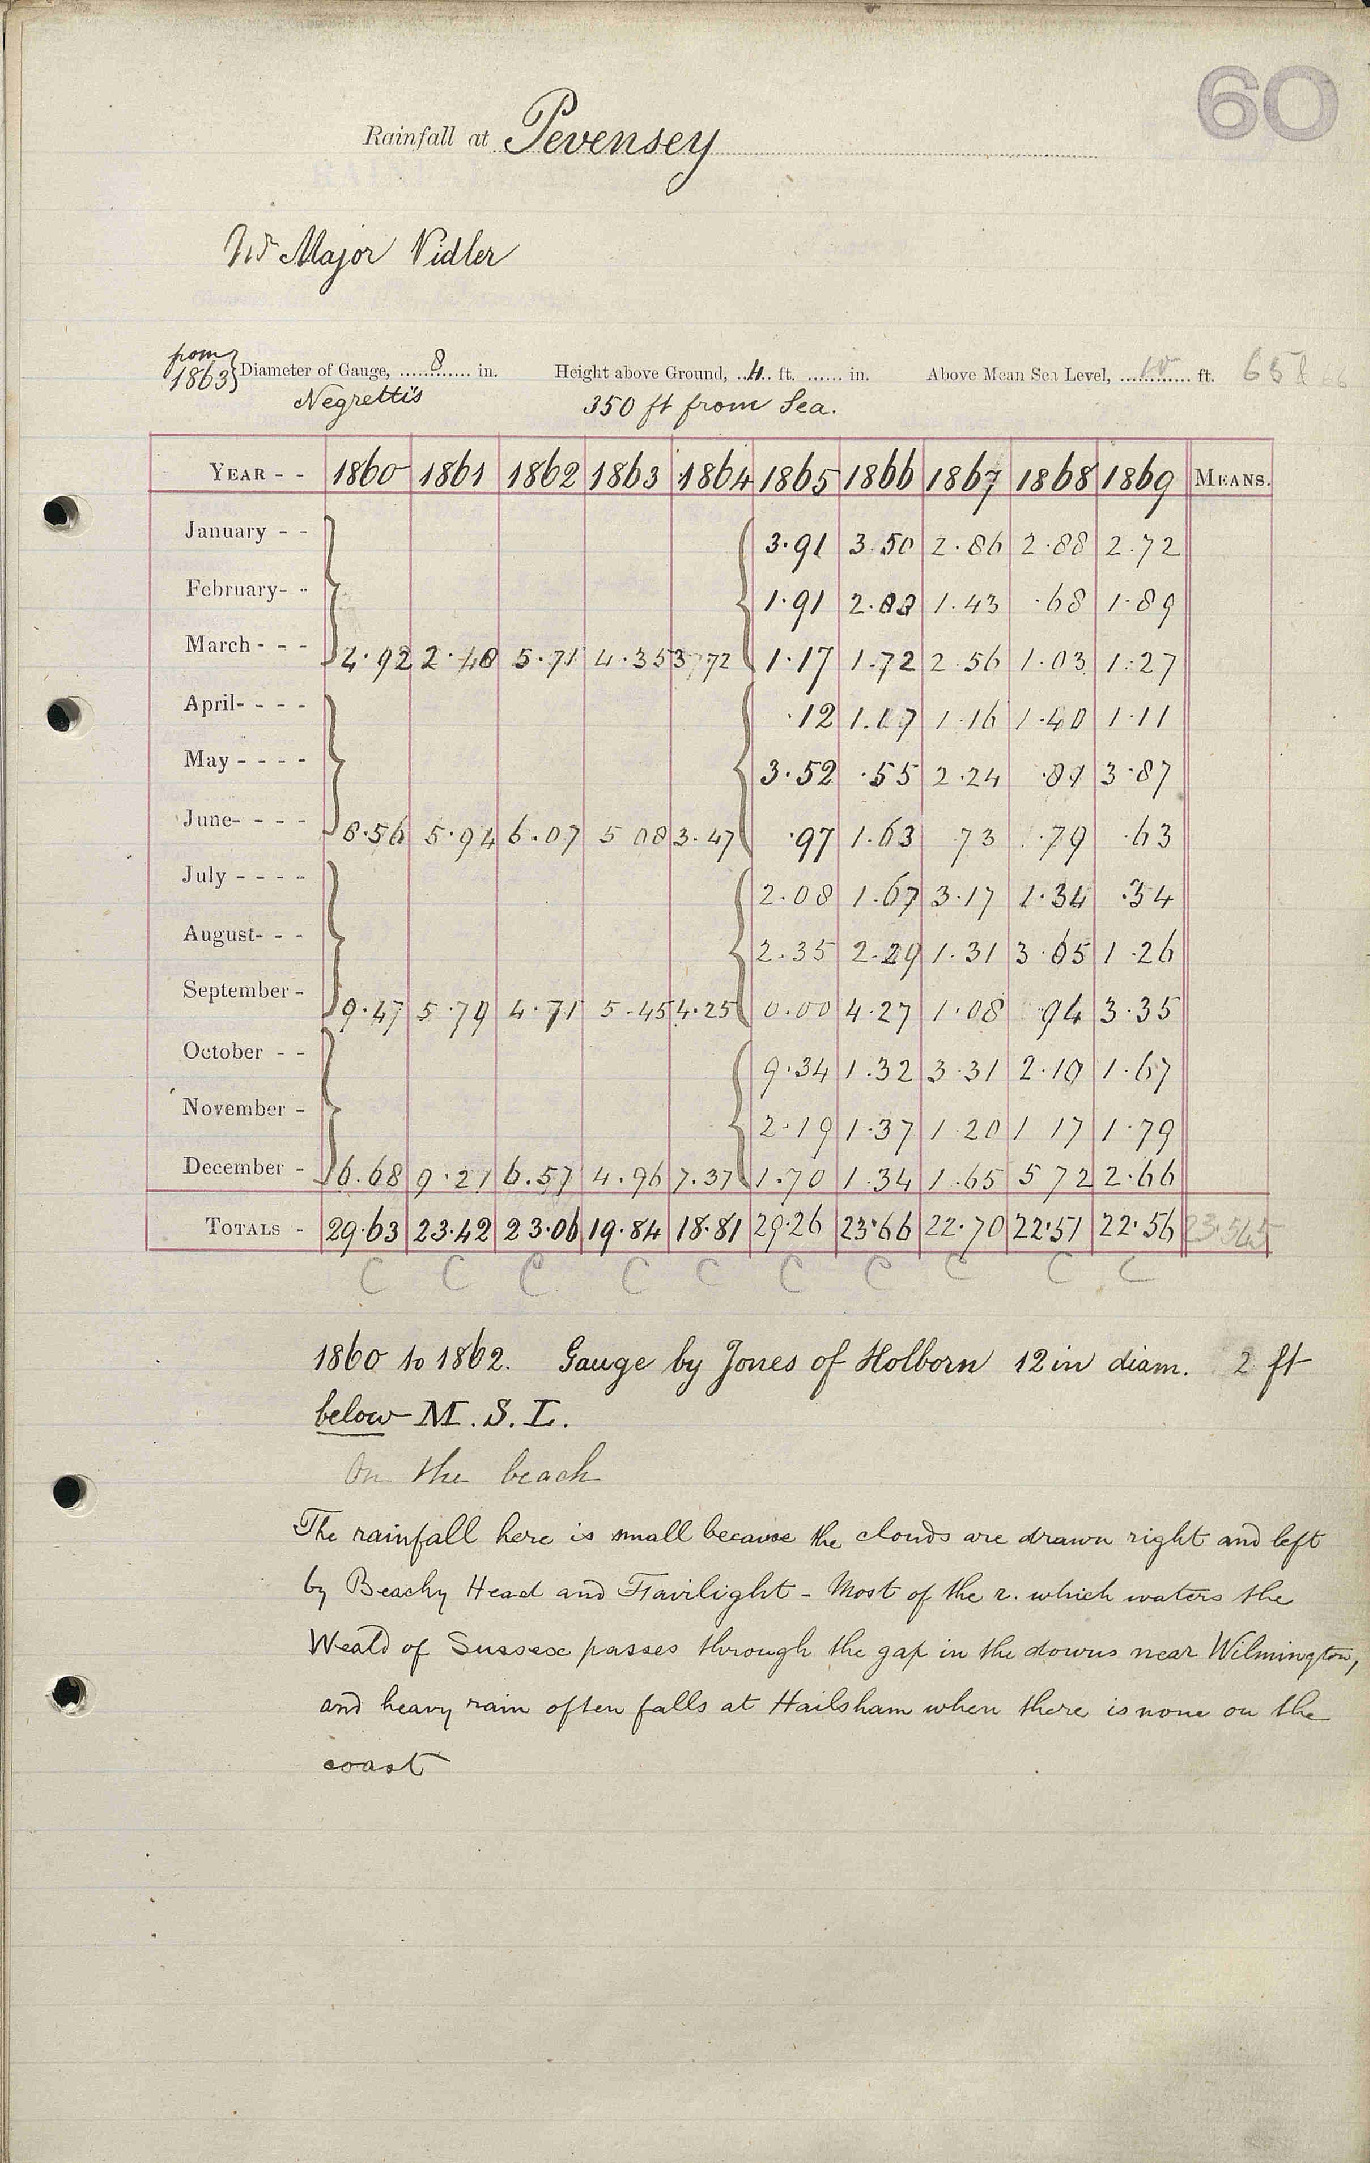 60
Rainfall at Pevensey
Mr Major Vidler
from 1863 } Diameter of Gauge, 8 in. Height above Ground, 4 ft. ...... in. Above Mean Sea Level, 10 ft.
Negretti's 350 ft from Sea.
YEAR - - 1860 1861 1862 1863 1864 1865 1866 1867 1868 1869 MEANS.
January - - 3.91 3.50 2.86 2.88 2.72
February- - 1.91 2.83 1.43 .68 1.89
March - - - 4.92 2.48 5.71 4.35 3.72 1.17 1.72 2.56 1.03 1.27
April- - - - .12 1.17 1.16 1.40 1.11
May - - - - 3.52 .55 2.24 .81 3.87
June- - - - 8.56 5.94 6.07 5.08 3.47 .97 1.63 73 .79 .63
July - - - - 2.08 1.67 3.17 1.34 .34
August- - - 2.35 2.29 1.31 3.65 1.26
September - 9.47 5.79 4.71 5.45 4.25 0.00 4.27 1.08 94 3.35
October - - 9.34 1.32 3.31 2.10 1.67
November - 2.19 1.37 1.20 1 17 1.79
December - 6.68 9.21 6.57 4.96 7.37 1.70 1.34 1.65 5 72 2.66
TOTALS - 29.63 23.42 23.06 19.84 18.81 29.26 23.66 22.70 22.51 22.56 23.545
C C C C C C C C C C
1860 to 1862. Gauge by Jones of Holborn 12 in diam. 2 ft
below M.S.L.
On the beach
The rainfall here is small because the clouds are drawn right and left
by Beachy Head and Fairlight - Most of the r. which waters the
Weald of Sussex passes through the gap in the downs near Wilmington,
and heavy rain often falls at Hailsham when there is none on the
coast